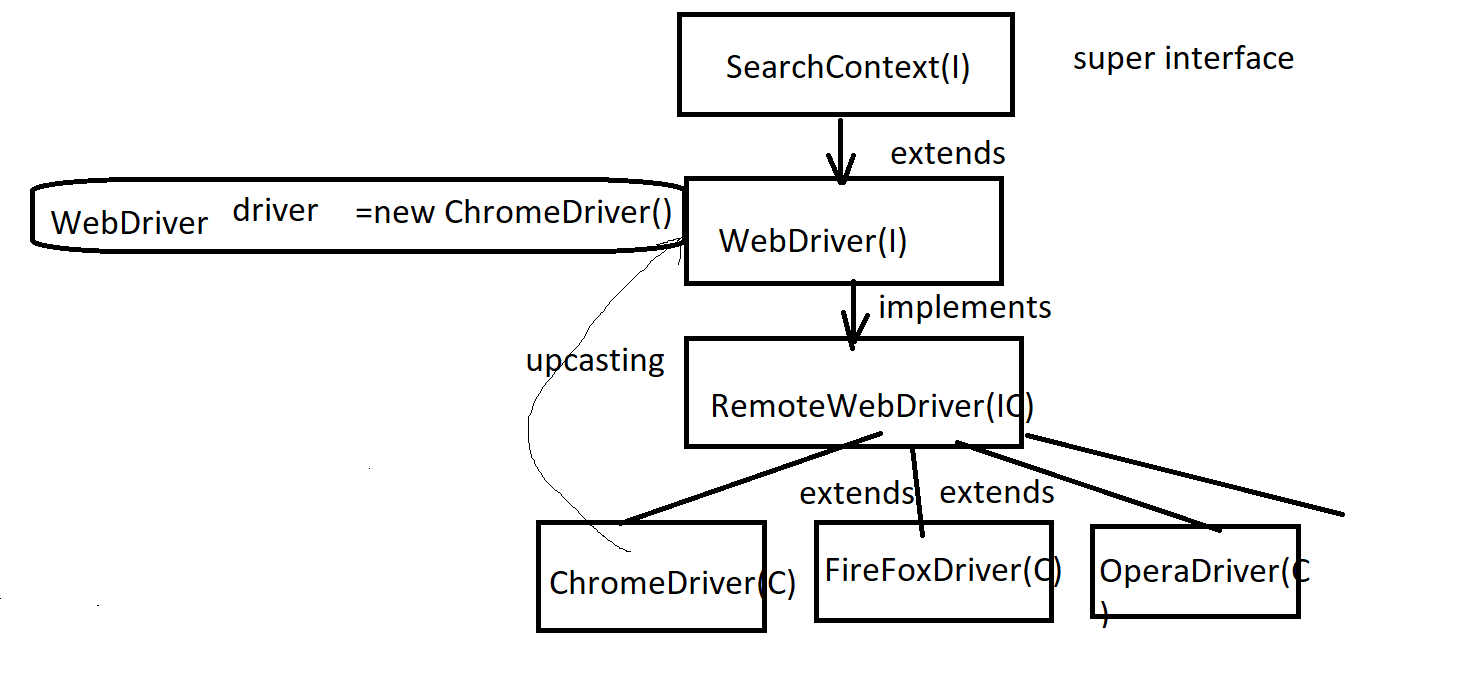 SearchContext(I)
super interface
extends
WebDriver driver =new ChromeDriver()
WebDriver(I)
implements
upcasting
RemoteWebDriver(IC)
extends extends
ChromeDriver(C)
FireFoxDriver(C)
OperaDriver(C
)